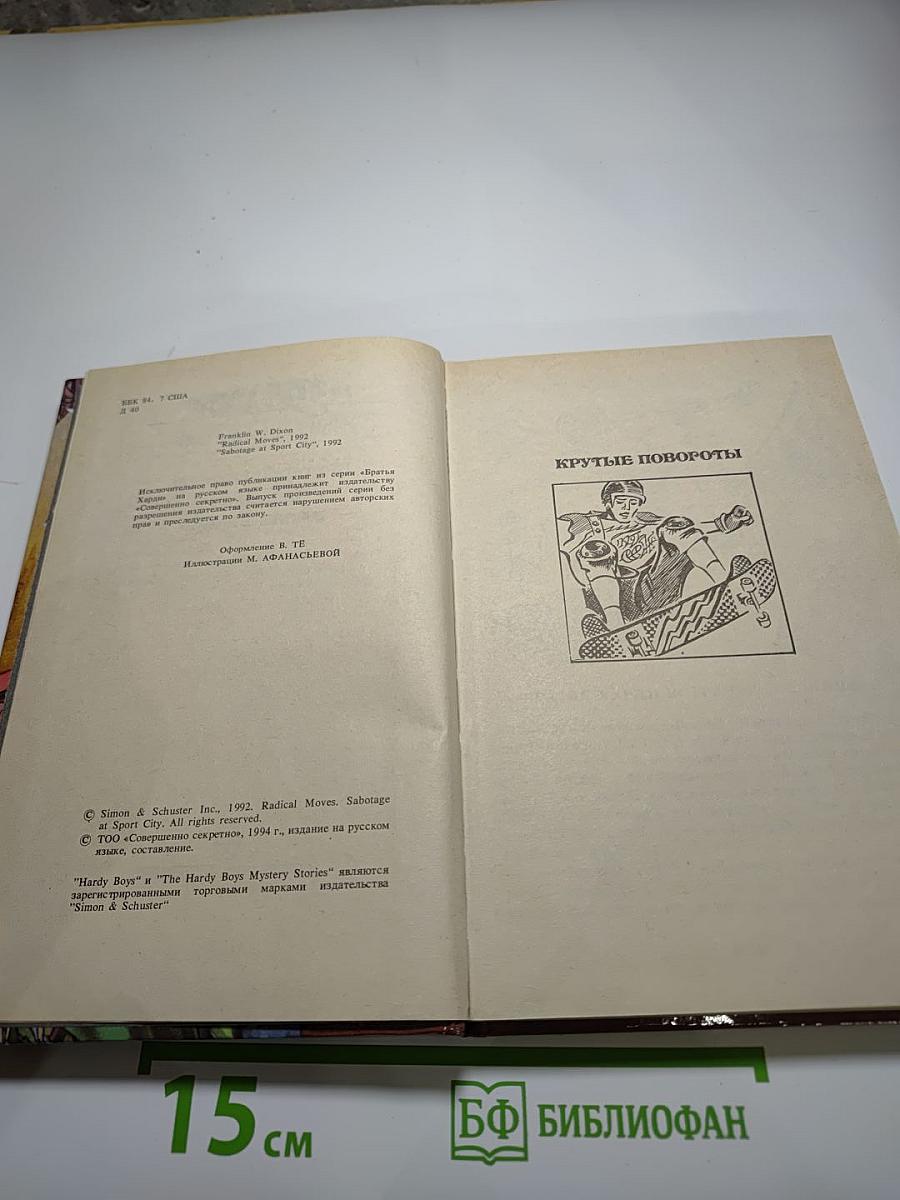 ББК 84. 7 США
Д 40
Franklin W. Dixon
"Radical Moves", 1992
"Sabotage at Sport City", 1992
Исключительное право публикации книг из серии «Братья
Харди» на русском языке принадлежит издательству
«Совершенно секретно». Выпуск произведений серии без
разрешения издательства считается нарушением авторских
прав и преследуется по закону.
Оформление В. ТЕ
Иллюстрации М. АФАНАСЬЕВОЙ
© Simon & Schuster Inc., 1992. Radical Moves. Sabotage
at Sport City. All rights reserved.
© ТОО «Совершенно секретно», 1994 г., издание на русском
языке, составление.
"Hardy Boys" и "The Hardy Boys Mystery Stories" являются
зарегистрированными торговыми марками издательства
"Simon & Schuster"
КРУТЫЕ ПОВОРОТЫ
15 см
БФ БИБЛИОФАН